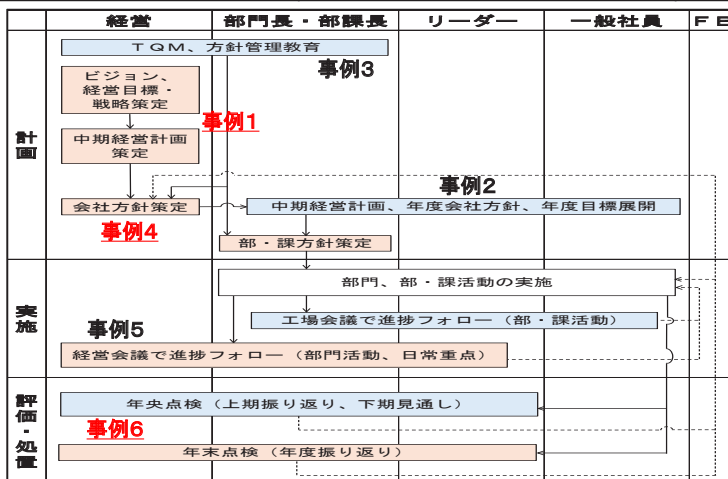 経営 部門長・部課長 リーダー 一般社員 FE
計画
TQM、方針管理教育
事例3
ビジョン、
経営目標・
戦略策定
事例1
中期経営計画
策定
事例2
会社方針策定
中期経営計画、年度会社方針、年度目標展開
事例4
部・課方針策定
実施
部門、部・課活動の実施
工場会議で進捗フォロー（部・課活動）
事例5
経営会議で進捗フォロー（部門活動、日常重点）
評価・処置
年央点検（上期振り返り、下期見通し）
事例6
年末点検（年度振り返り）